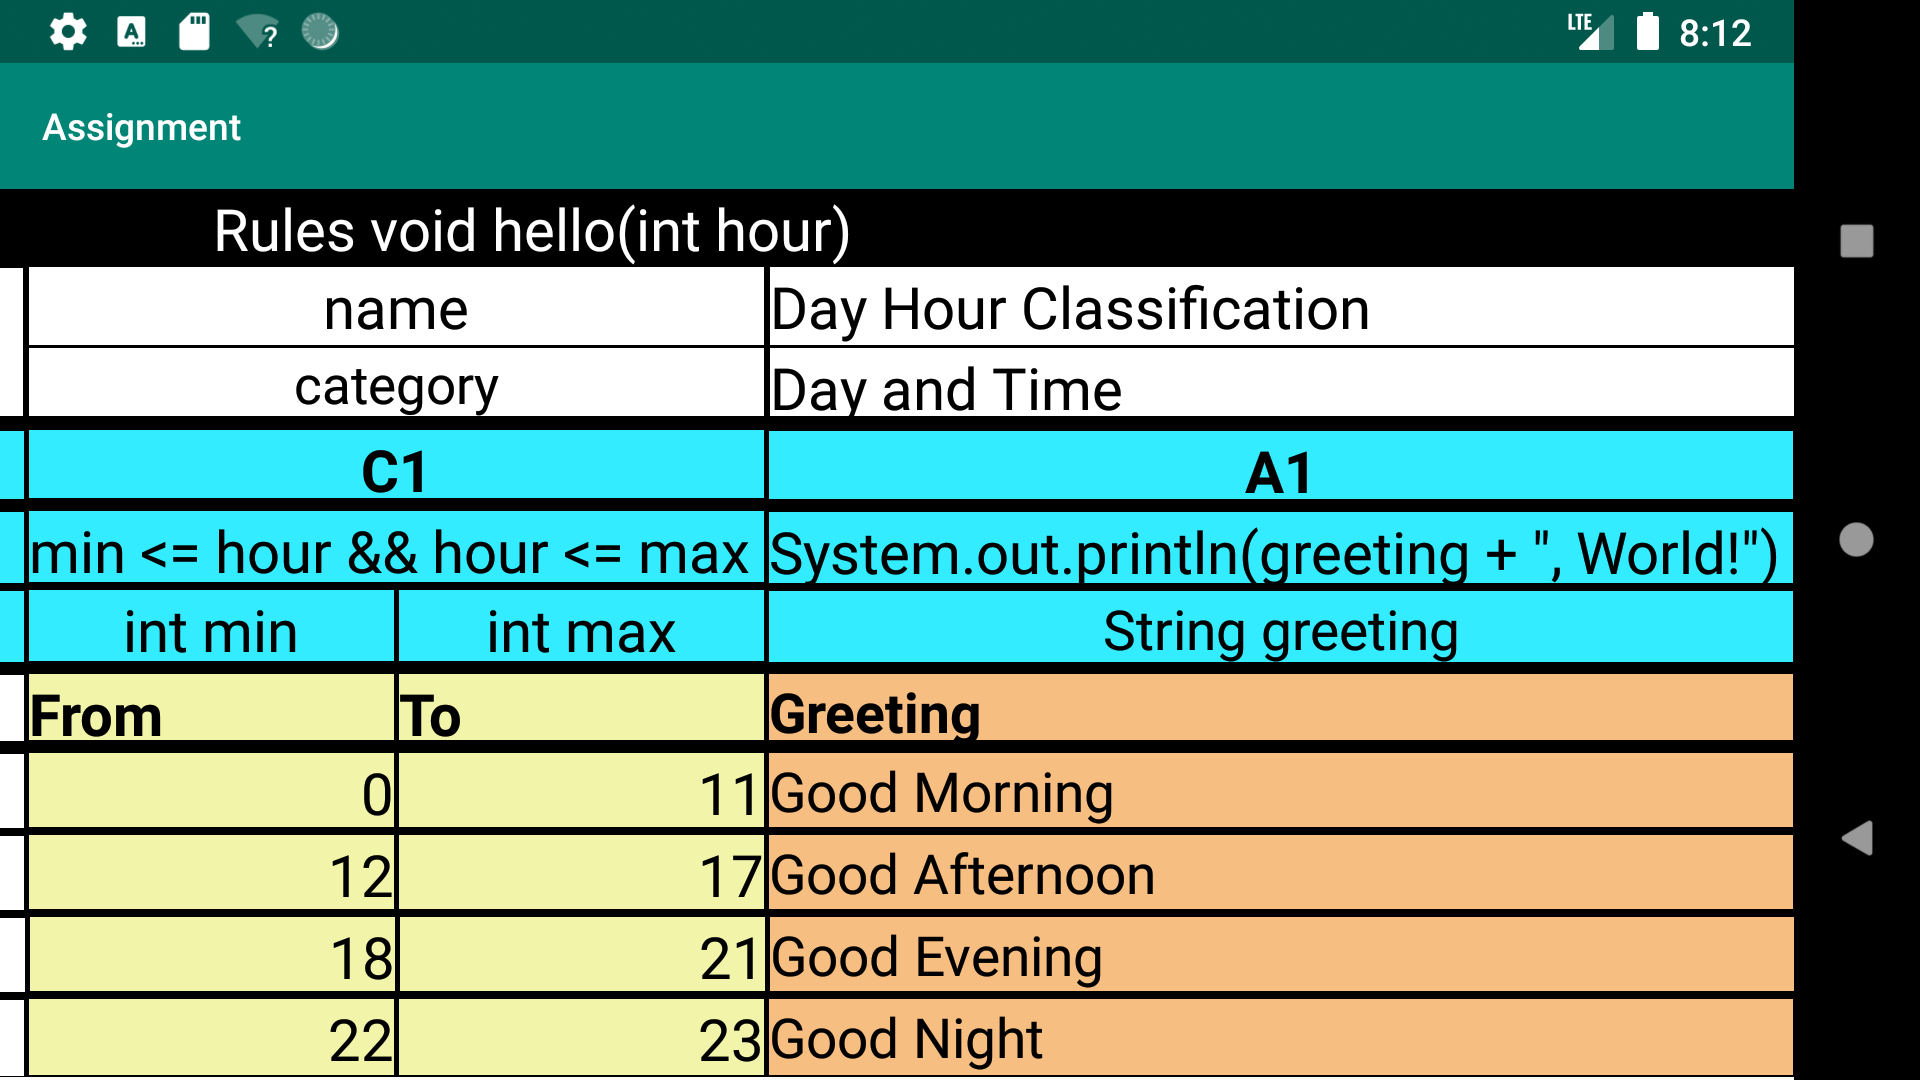 LTE 8:12
Assignment
Rules void hello(int hour)
name Day Hour Classification
category Day and Time
C1 A1
min <= hour && hour <= max System.out.println(greeting + ", World!")
int min int max String greeting
From To Greeting
0 11 Good Morning
12 17 Good Afternoon
18 21 Good Evening
22 23 Good Night